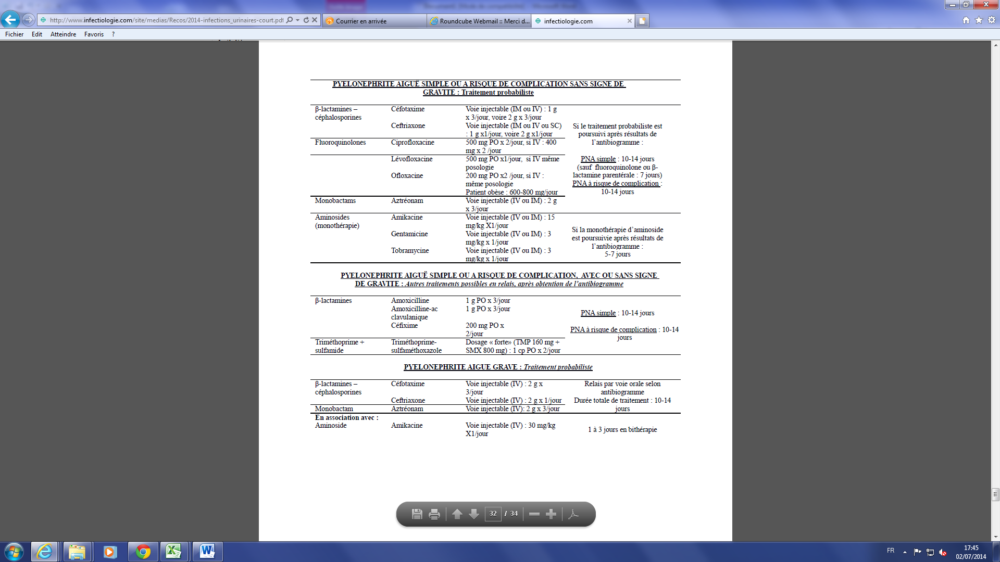 http://www.infectiologie.com/site/medias/Recos/2014-infections_urinaires-court.pdf
Courrier en arrivée
Roundcube Webmail :: Merci d...
infectiologie.com
Fichier Edit Atteindre Favoris ?
PYELONEPHRITE AIGUË SIMPLE OU A RISQUE DE COMPLICATION SANS SIGNE DE
GRAVITE : Traitement probabiliste
β-lactamines –
céphalosporines
Céfotaxime
Voie injectable (IM ou IV) : 1 g
x 3/jour, voire 2 g x 3/jour
Ceftriaxone
Voie injectable (IM ou IV ou SC)
: 1 g x1/jour, voire 2 g x1/jour
Fluoroquinolones
Ciprofloxacine
500 mg PO x 2/jour, si IV : 400
mg x 2 /jour
Lévofloxacine
500 mg PO x1/jour, si IV même
posologie
Ofloxacine
200 mg PO x2 /jour, si IV :
même posologie
Patient obèse : 600-800 mg/jour
Monobactams
Aztréonam
Voie injectable (IV ou IM) : 2 g
x 3/jour
Si le traitement probabiliste est
poursuivi après résultats de
l’antibiogramme :
PNA simple : 10-14 jours
(sauf fluoroquinolone ou β-
lactamine parentérale : 7 jours)
PNA à risque de complication :
10-14 jours
Aminosides
(monothérapie)
Amikacine
Voie injectable (IV ou IM) : 15
mg/kg X1/jour
Gentamicine
Voie injectable (IV ou IM) : 3
mg/kg x 1/jour
Tobramycine
Voie injectable (IV ou IM) : 3
mg/kg x 1/jour
Si la monothérapie d’aminoside
est poursuivie après résultats de
l’antibiogramme :
5-7 jours
PYELONEPHRITE AIGUË SIMPLE OU A RISQUE DE COMPLICATION, AVEC OU SANS SIGNE
DE GRAVITE : Autres traitements possibles en relais, après obtention de l’antibiogramme
β-lactamines
Amoxicilline
1 g PO x 3/jour
Amoxicilline-ac
clavulanique
1 g PO x 3/jour
Céfixime
200 mg PO x
2/jour
Triméthoprime +
sulfamide
Triméthoprime-
sulfaméthoxazole
Dosage « forte» (TMP 160 mg +
SMX 800 mg) : 1 cp PO x 2/jour
PNA simple : 10-14 jours
PNA à risque de complication : 10-14
jours
PYELONEPHRITE AIGUE GRAVE : Traitement probabiliste
β-lactamines –
céphalosporines
Céfotaxime
Voie injectable (IV) : 2 g x
3/jour
Ceftriaxone
Voie injectable (IV) : 2 g x 1/jour
Monobactam
Aztréonam
Voie injectable (IV): 2 g x 3/jour
Relais par voie orale selon
antibiogramme
Durée totale de traitement : 10-14
jours
En association avec :
Aminoside
Amikacine
Voie injectable (IV) : 30 mg/kg
X1/jour
1 à 3 jours en bithérapie
32 / 34
FR
17:45
02/07/2014